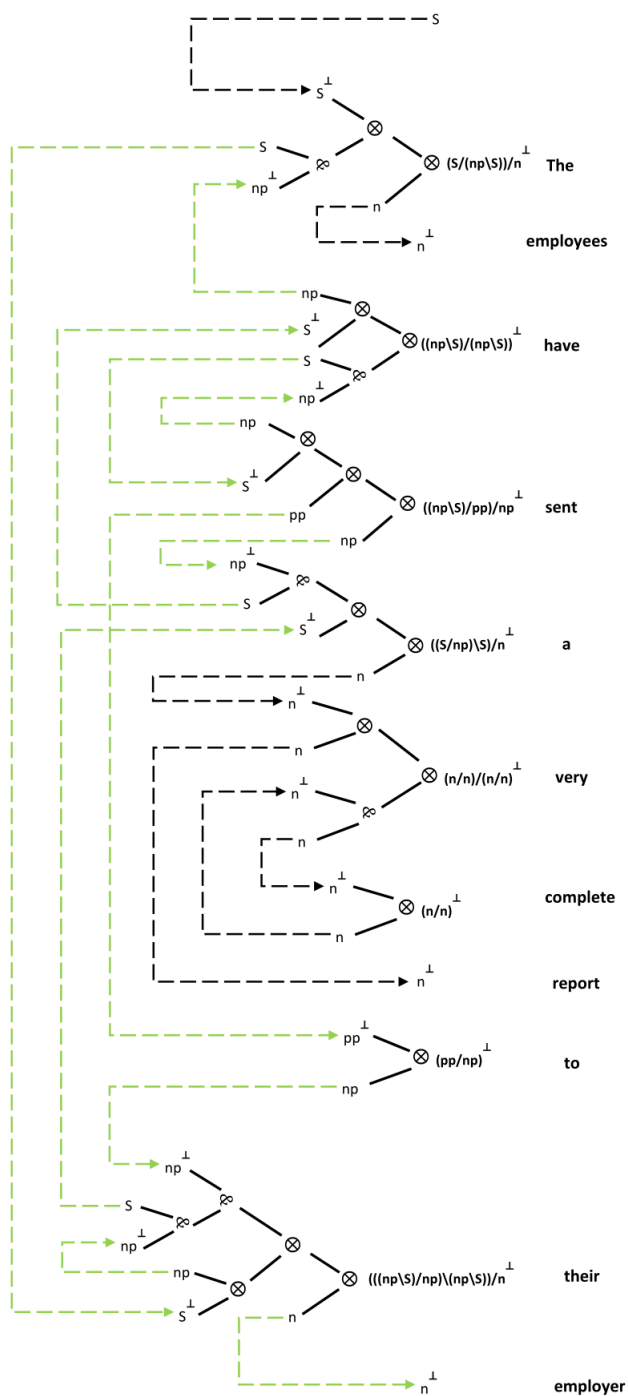 S
S⊥
⊗
S
⅋
⊗ (S/(np\S))/n⊥ The
np⊥
n
n⊥ employees
np
⊗
S⊥
⊗ ((np\S)/(np\S))⊥ have
S
⅋
np⊥
np
⊗
⊗
S⊥
⊗ ((np\S)/pp)/np⊥ sent
pp
np
np⊥
⅋
S
⊗
S⊥
⊗ ((S/np)\S)/n⊥ a
n
n⊥
⊗
n
⊗ (n/n)/(n/n)⊥ very
n⊥
⅋
n
n⊥
⊗ (n/n)⊥ complete
n
n⊥ report
pp⊥
⊗ (pp/np)⊥ to
np
np⊥
⅋
S
⅋
np⊥
⊗
np
⊗ (((np\S)/np)\(np\S))/n⊥ their
⊗
S⊥
n
n⊥ employer